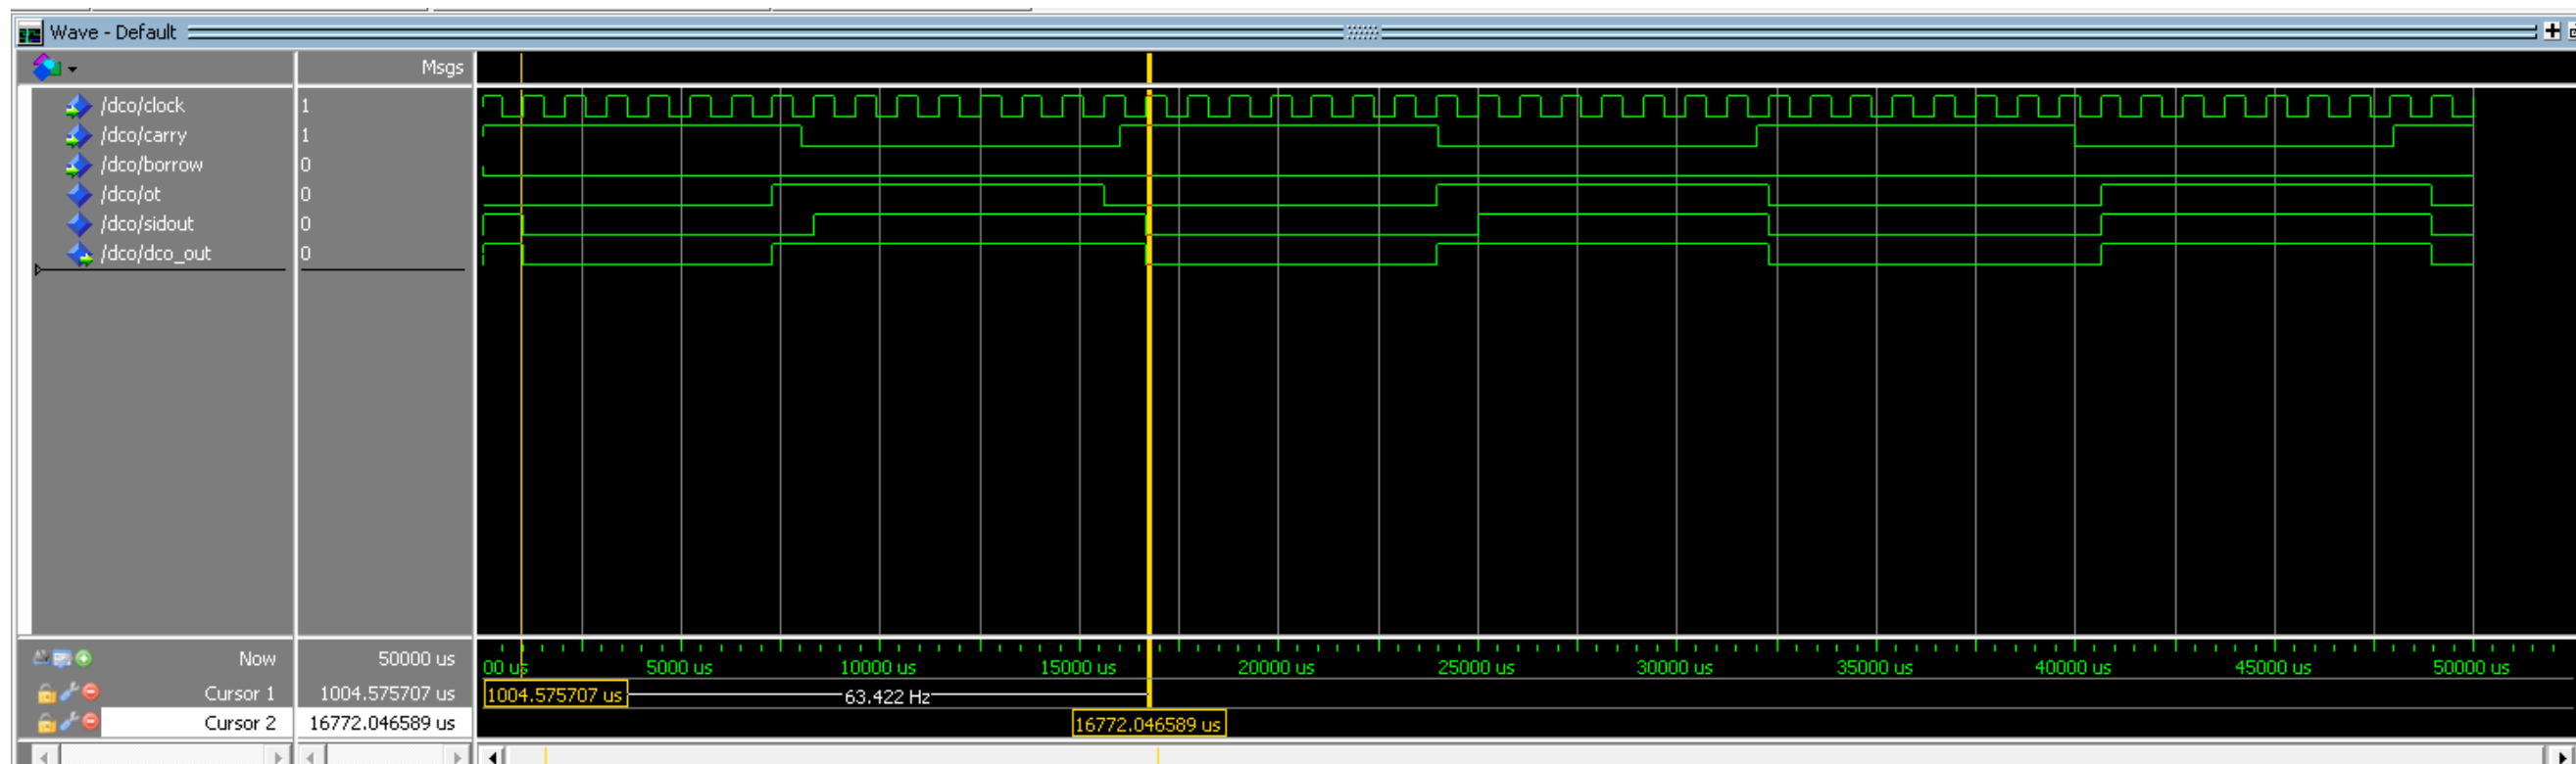 Wave - Default
Msgs
/dco/clock 1
/dco/carry 1
/dco/borrow 0
/dco/ot 0
/dco/sidout 0
/dco/dco_out 0
Now 50000 us 00 us 5000 us 10000 us 15000 us 20000 us 25000 us 30000 us 35000 us 40000 us 45000 us 50000 us
Cursor 1 1004.575707 us 1004.575707 us 63.422 Hz
Cursor 2 16772.046589 us 16772.046589 us